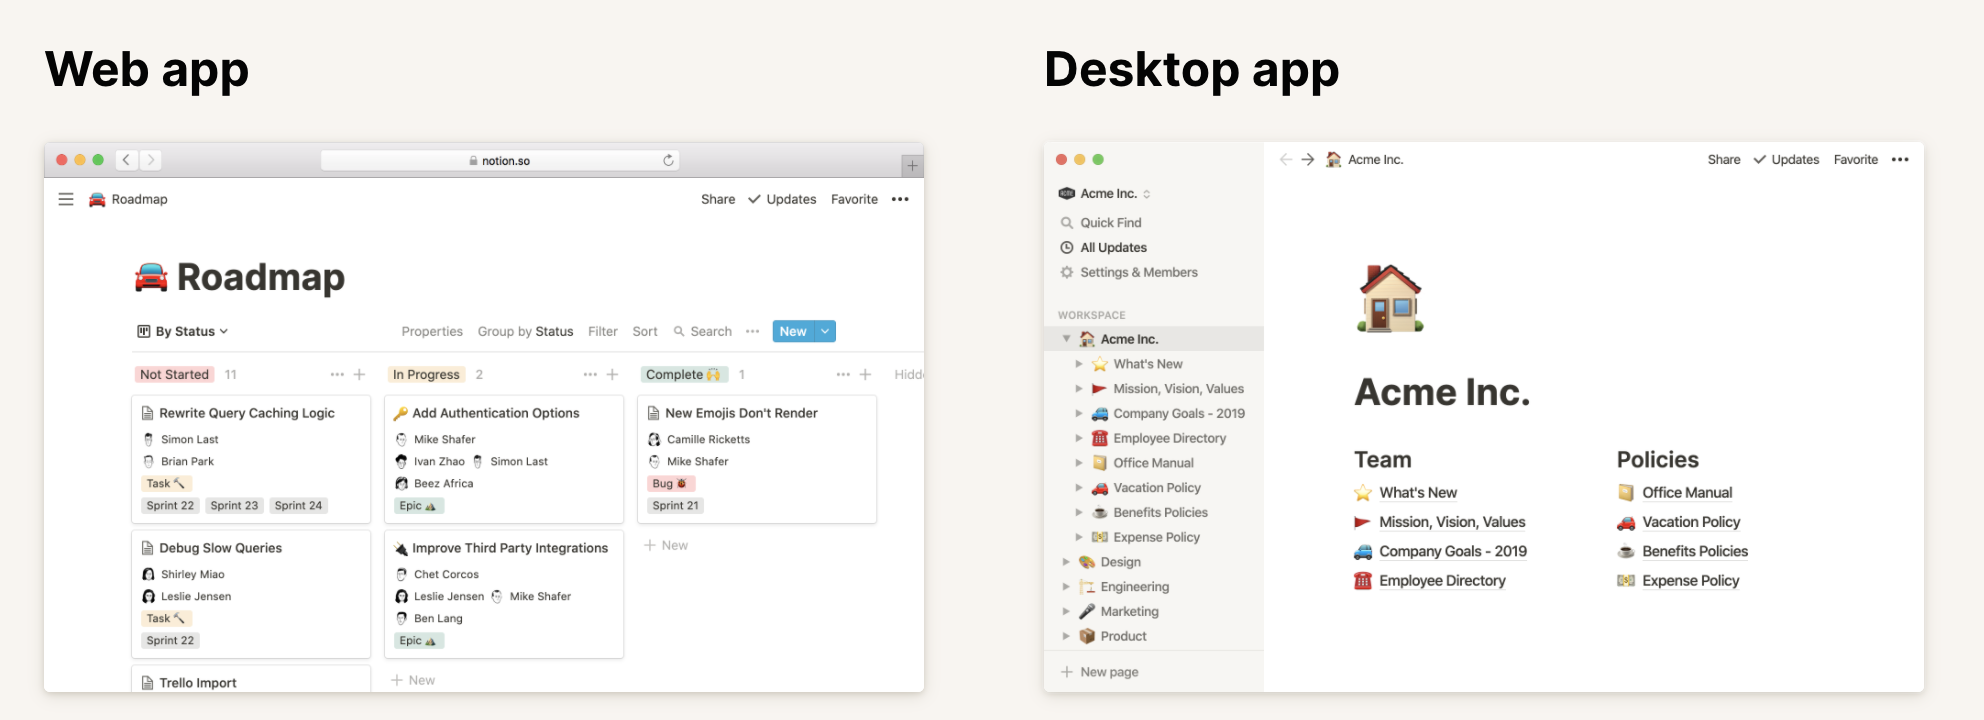 Web app
notion.so
Roadmap
Share Updates Favorite
Roadmap
By Status Properties Group by Status Filter Sort Search New
Not Started 11
Rewrite Query Caching Logic
Simon Last
Brian Park
Task
Sprint 22 Sprint 23 Sprint 24
Debug Slow Queries
Shirley Miao
Leslie Jensen
Task
Sprint 22
Trello Import
In Progress 2
Add Authentication Options
Mike Shafer
Ivan Zhao Simon Last
Beez Africa
Epic
Improve Third Party Integrations
Chet Corcos
Leslie Jensen Mike Shafer
Ben Lang
Epic
New
Complete 1
New Emojis Don't Render
Camille Ricketts
Mike Shafer
Bug
Sprint 21
New
Desktop app
Acme Inc.
Quick Find
All Updates
Settings & Members
WORKSPACE
Acme Inc.
What's New
Mission, Vision, Values
Company Goals - 2019
Employee Directory
Office Manual
Vacation Policy
Benefits Policies
Expense Policy
Design
Engineering
Marketing
Product
New page
Acme Inc.
Share Updates Favorite
Acme Inc.
Team
What's New
Mission, Vision, Values
Company Goals - 2019
Employee Directory
Policies
Office Manual
Vacation Policy
Benefits Policies
Expense Policy